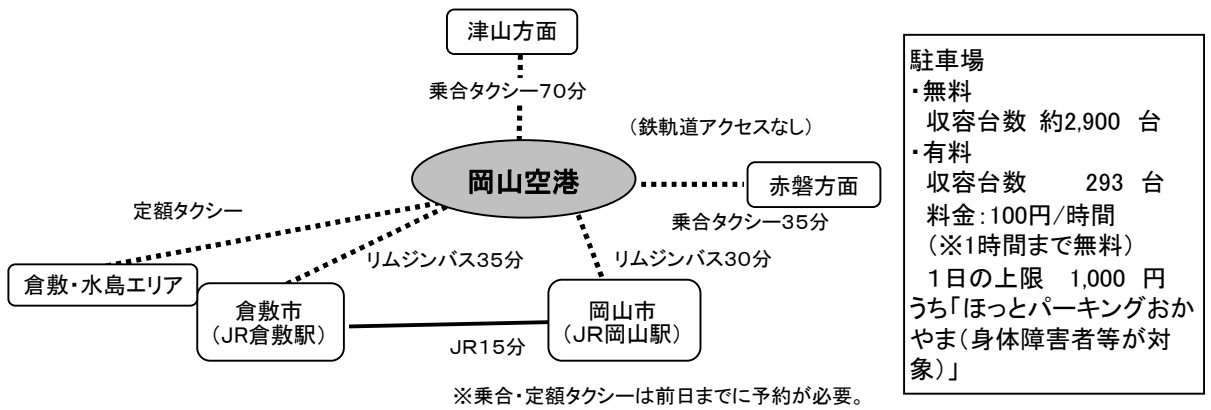 津山方面
乗合タクシー70分
(鉄軌道アクセスなし)
岡山空港
赤磐方面
乗合タクシー35分
定額タクシー
リムジンバス35分
リムジンバス30分
倉敷・水島エリア
倉敷市
(JR倉敷駅)
岡山市
(JR岡山駅)
JR15分
※乗合・定額タクシーは前日までに予約が必要。
駐車場
・無料
収容台数 約2,900 台
・有料
収容台数 293 台
料金:100円/時間
(※1時間まで無料)
1日の上限 1,000 円
うち「ほっとパーキングおか
やま(身体障害者等が対
象)」